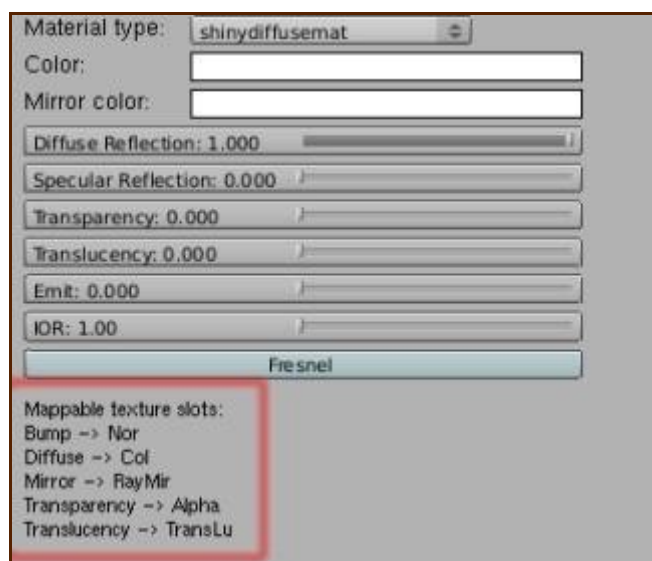 Material type: shinydiffusemat
Color:
Mirror color:
Diffuse Reflection: 1.000
Specular Reflection: 0.000
Transparency: 0.000
Translucency: 0.000
Emit: 0.000
IOR: 1.00
Fresnel
Mappable texture slots:
Bump -> Nor
Diffuse -> Col
Mirror -> RayMir
Transparency -> Alpha
Translucency -> TransLu